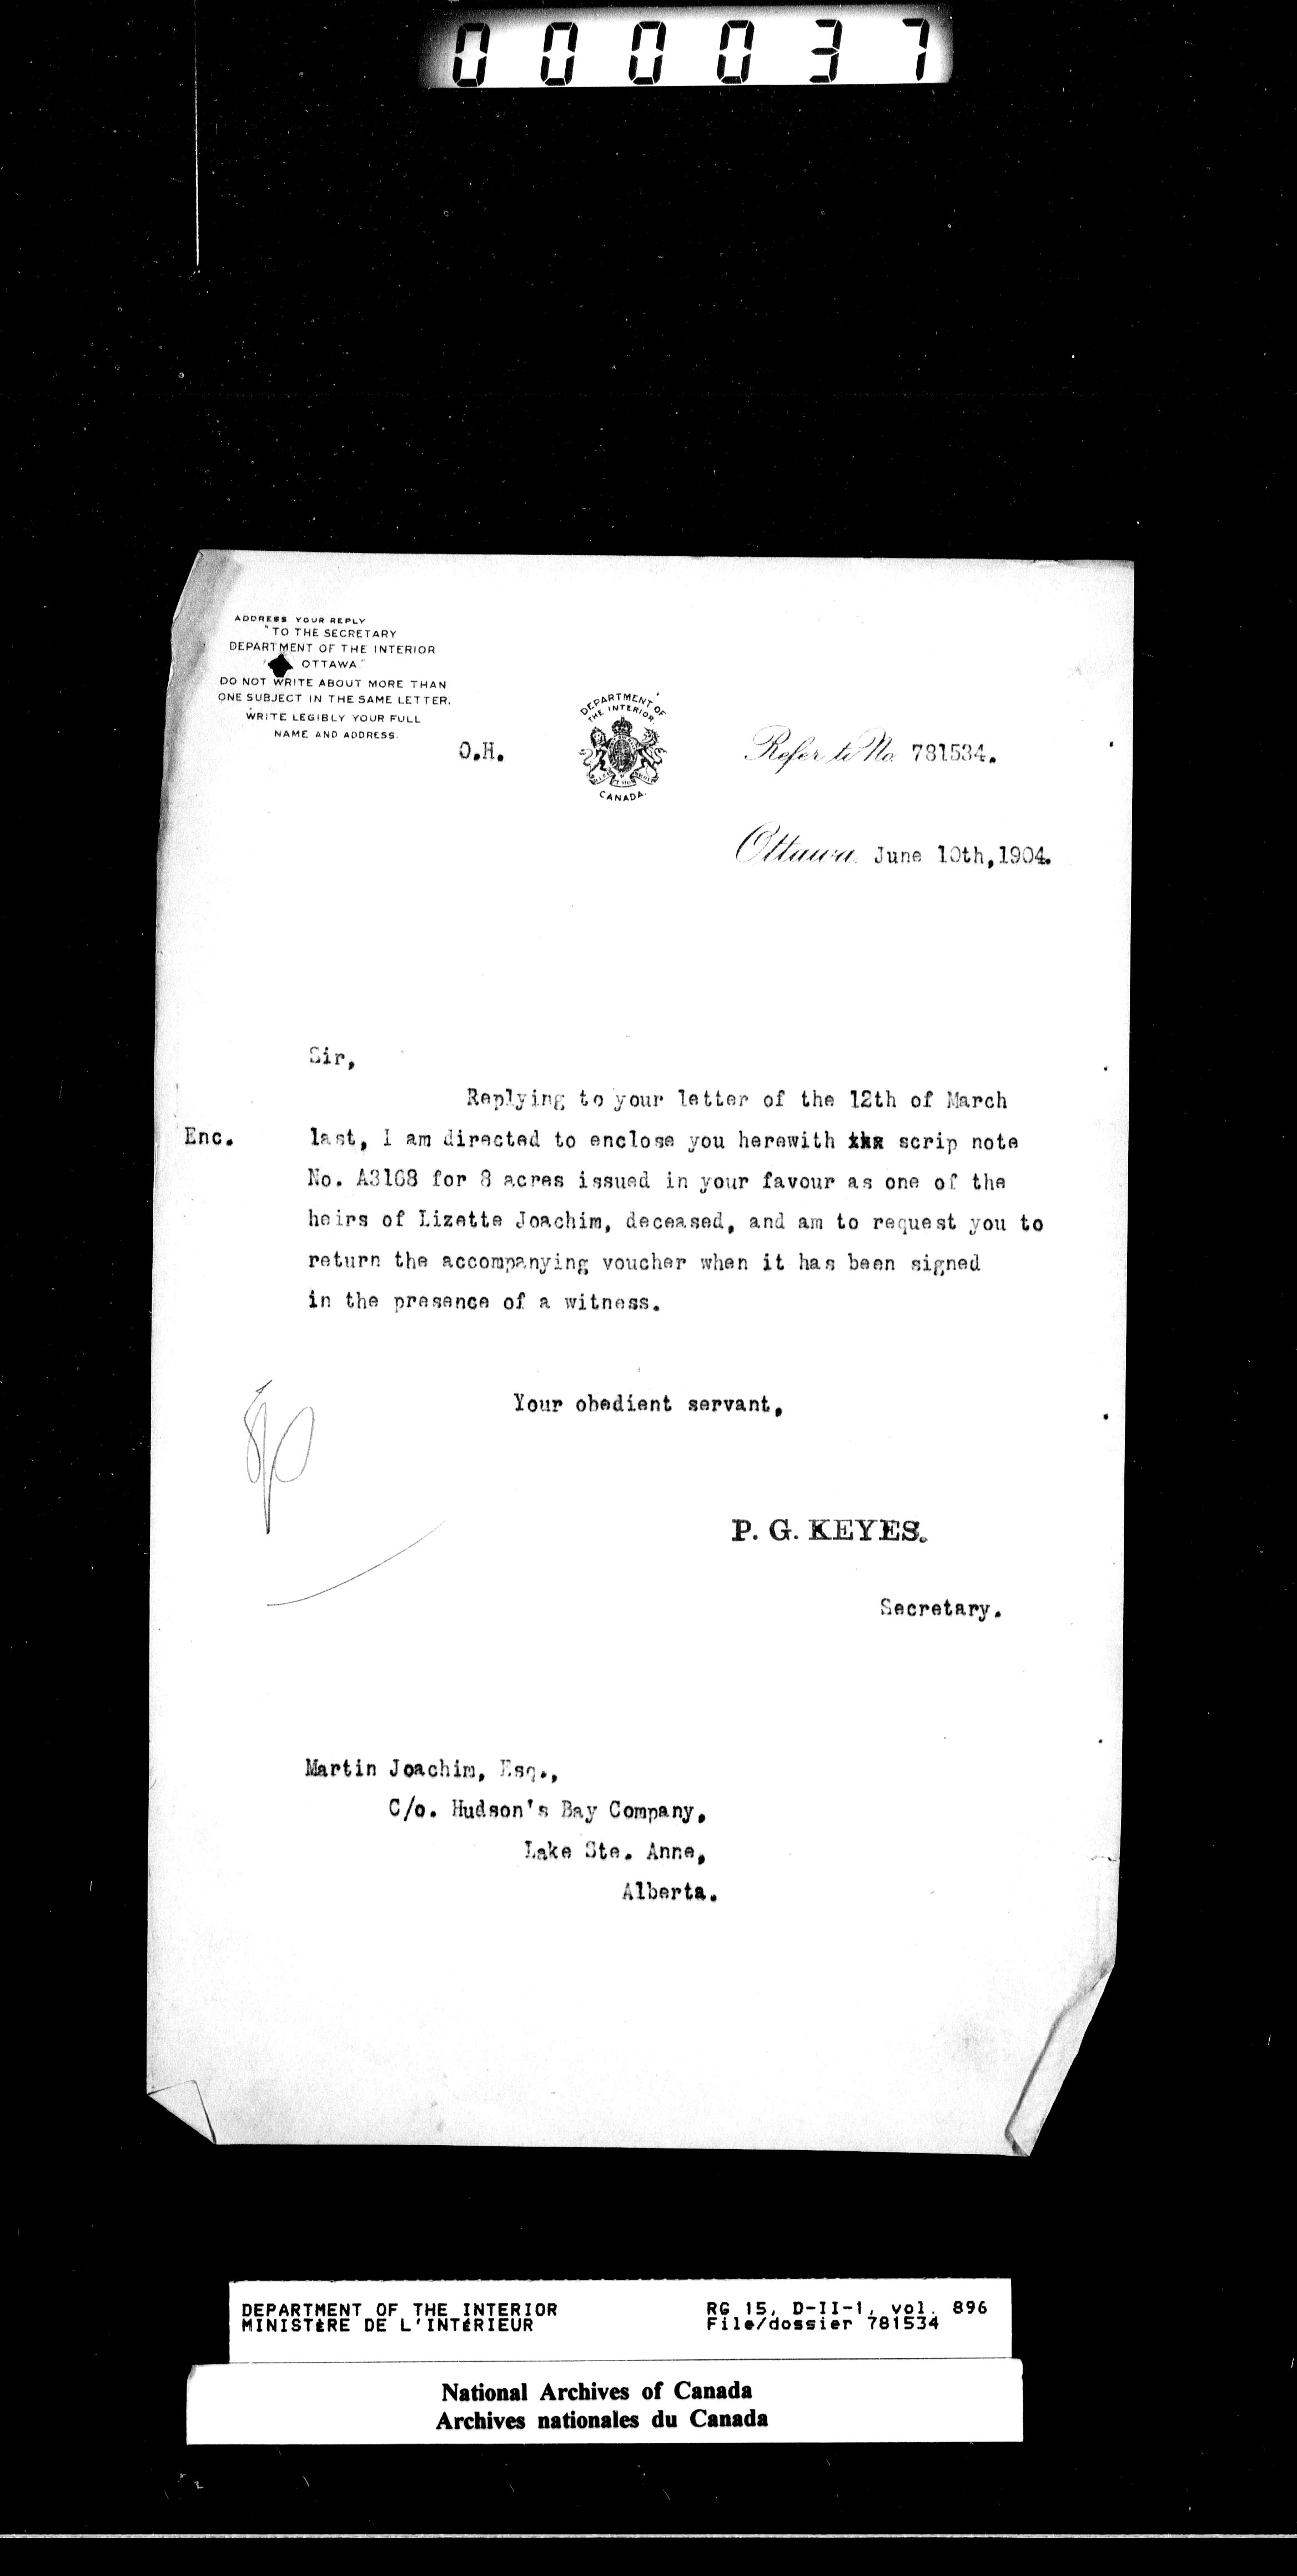 000037
ADDRESS YOUR REPLY
"TO THE SECRETARY
DEPARTMENT OF THE INTERIOR
OTTAWA."
DO NOT WRITE ABOUT MORE THAN
ONE SUBJECT IN THE SAME LETTER.
WRITE LEGIBLY YOUR FULL
NAME AND ADDRESS.
O.H.
DEPARTMENT OF
THE INTERIOR.
CANADA.
Refer to No. 781534.
Ottawa, June 10th,1904.
Sir,
Replying to your letter of the 12th of March
Enc. last, I am directed to enclose you herewith scrip note
No. A3168 for 8 acres issued in your favour as one of the
heirs of Lizette Joachim, deceased, and am to request you to
return the accompanying voucher when it has been signed
in the presence of a witness.
Your obedient servant,
P. G. KEYES.
Secretary.
Martin Joachim, Esq.,
C/o. Hudson's Bay Company,
Lake Ste. Anne,
Alberta.
DEPARTMENT OF THE INTERIOR RG 15, D-II-1, vol. 896
MINISTÈRE DE L'INTÉRIEUR File/dossier 781534
National Archives of Canada
Archives nationales du Canada